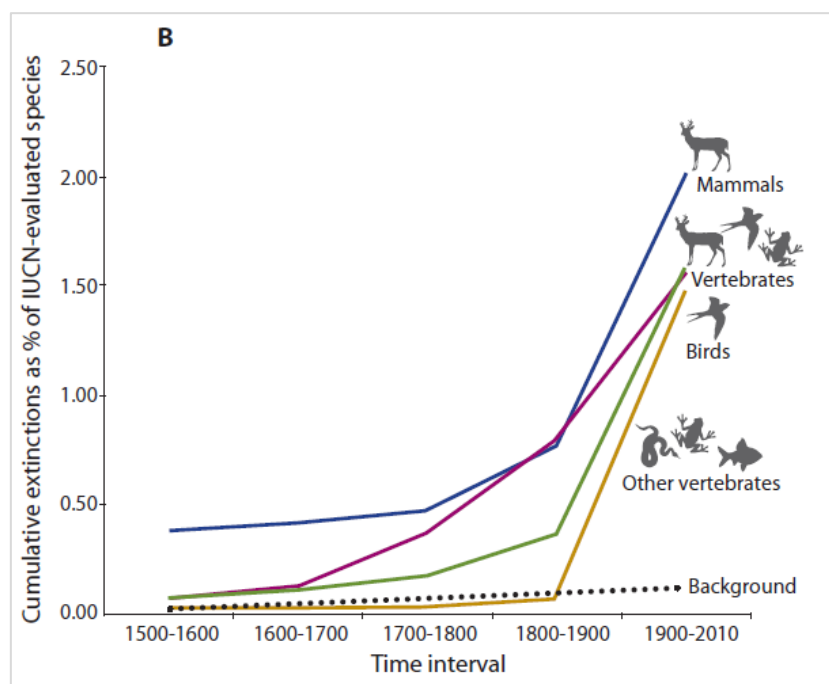 B
Cumulative extinctions as % of IUCN-evaluated species
2.50
2.00
1.50
1.00
0.50
0.00
Mammals
Vertebrates
Birds
Other vertebrates
Background
1500-1600 1600-1700 1700-1800 1800-1900 1900-2010
Time interval